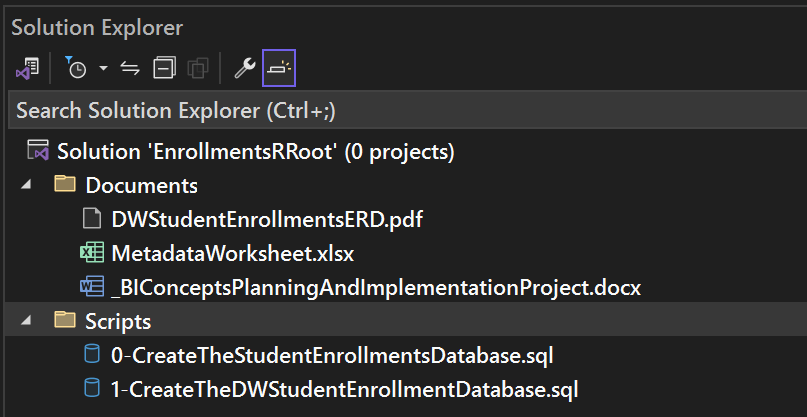 Solution Explorer
Search Solution Explorer (Ctrl+;)
Solution 'EnrollmentsRRoot' (0 projects)
Documents
DWStudentEnrollmentsERD.pdf
MetadataWorksheet.xlsx
_BIConceptsPlanningAndImplementationProject.docx
Scripts
0-CreateTheStudentEnrollmentsDatabase.sql
1-CreateTheDWStudentEnrollmentDatabase.sql